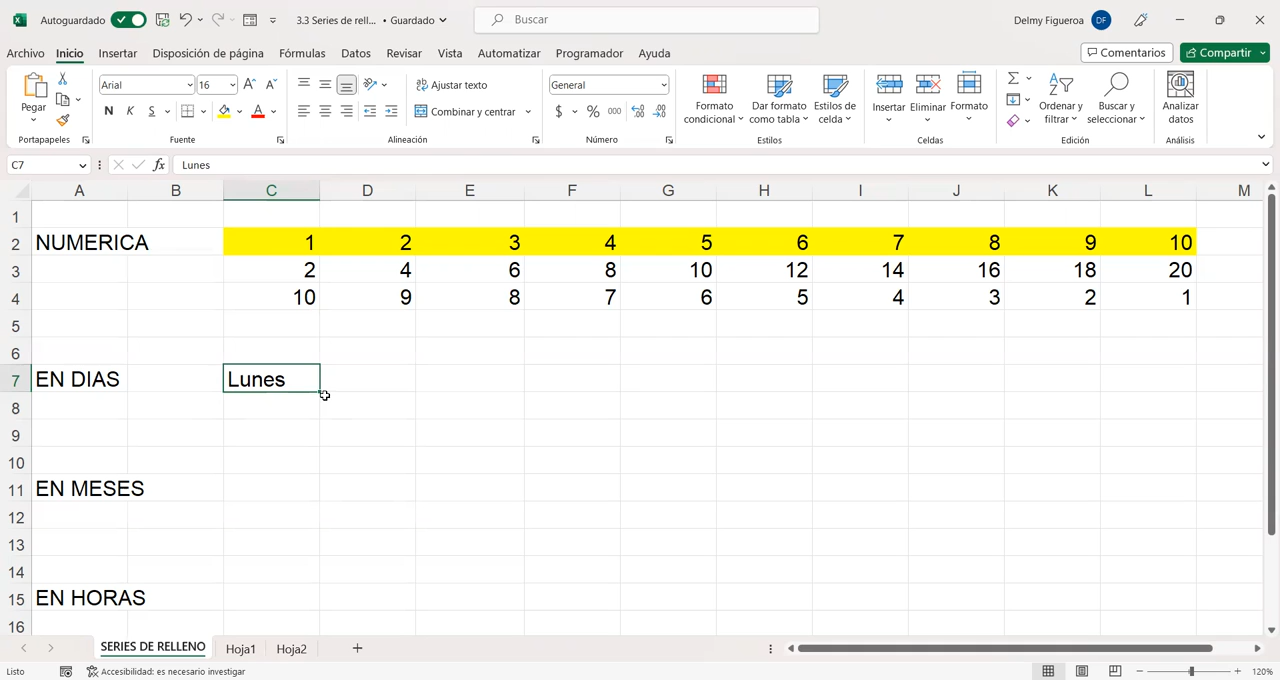 Autoguardado 3.3 Series de rell... • Guardado Buscar Delmy Figueroa DF
Archivo Inicio Insertar Disposición de página Fórmulas Datos Revisar Vista Automatizar Programador Ayuda Comentarios Compartir
Pegar
Portapapeles
Arial 16
N K S
Fuente
Ajustar texto
Combinar y centrar
Alineación
General
$ % 000
Número
Formato condicional
Dar formato como tabla
Estilos de celda
Estilos
Insertar
Eliminar
Formato
Celdas
Ordenar y filtrar
Buscar y seleccionar
Edición
Analizar datos
Análisis
C7 fx Lunes
A B C D E F G H I J K L M
1
2 NUMERICA 1 2 3 4 5 6 7 8 9 10
3 2 4 6 8 10 12 14 16 18 20
4 10 9 8 7 6 5 4 3 2 1
5
6
7 EN DIAS Lunes
8
9
10
11 EN MESES
12
13
14
15 EN HORAS
16
SERIES DE RELLENO Hoja1 Hoja2
Listo Accesibilidad: es necesario investigar 120%